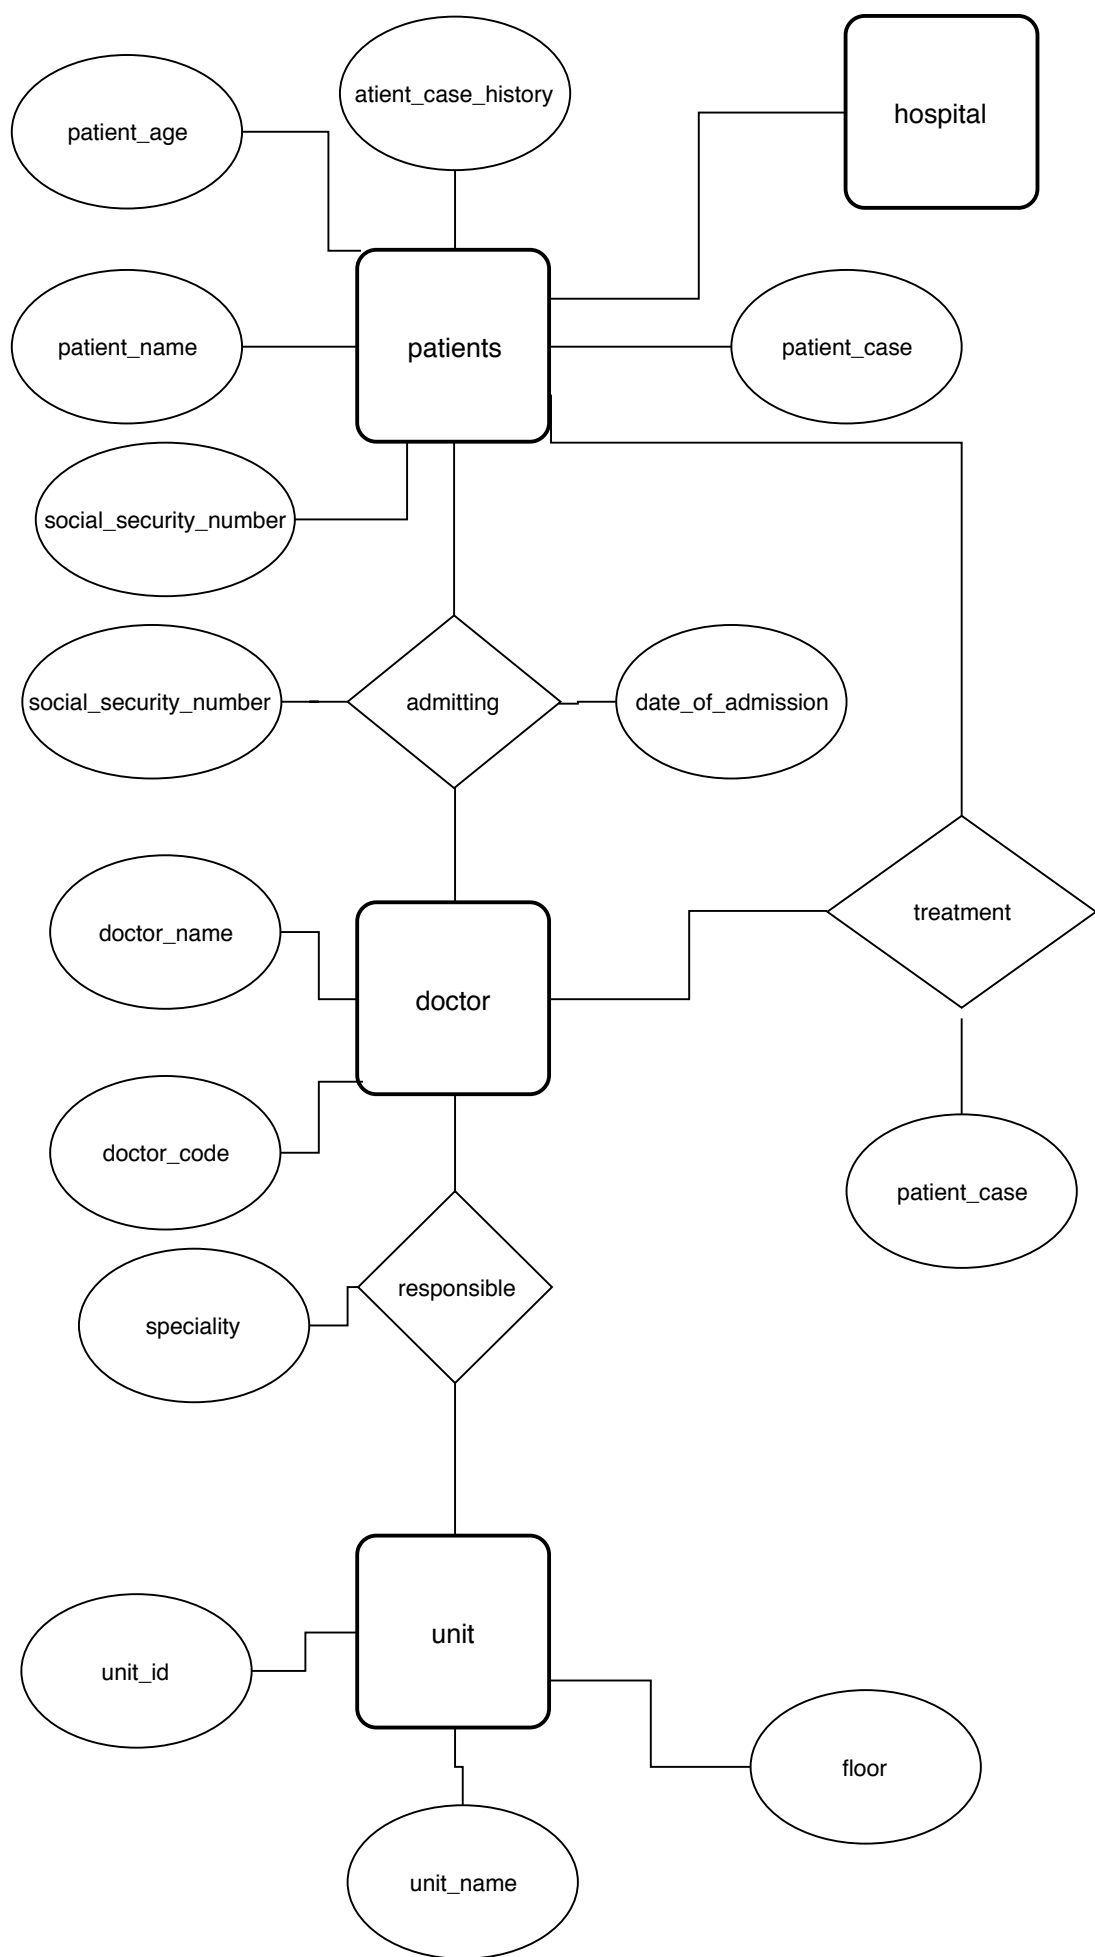 atient_case_history
hospital
patient_age
patient_name
patients
patient_case
social_security_number
social_security_number
admitting
date_of_admission
doctor_name
treatment
doctor
doctor_code
patient_case
responsible
speciality
unit
unit_id
floor
unit_name